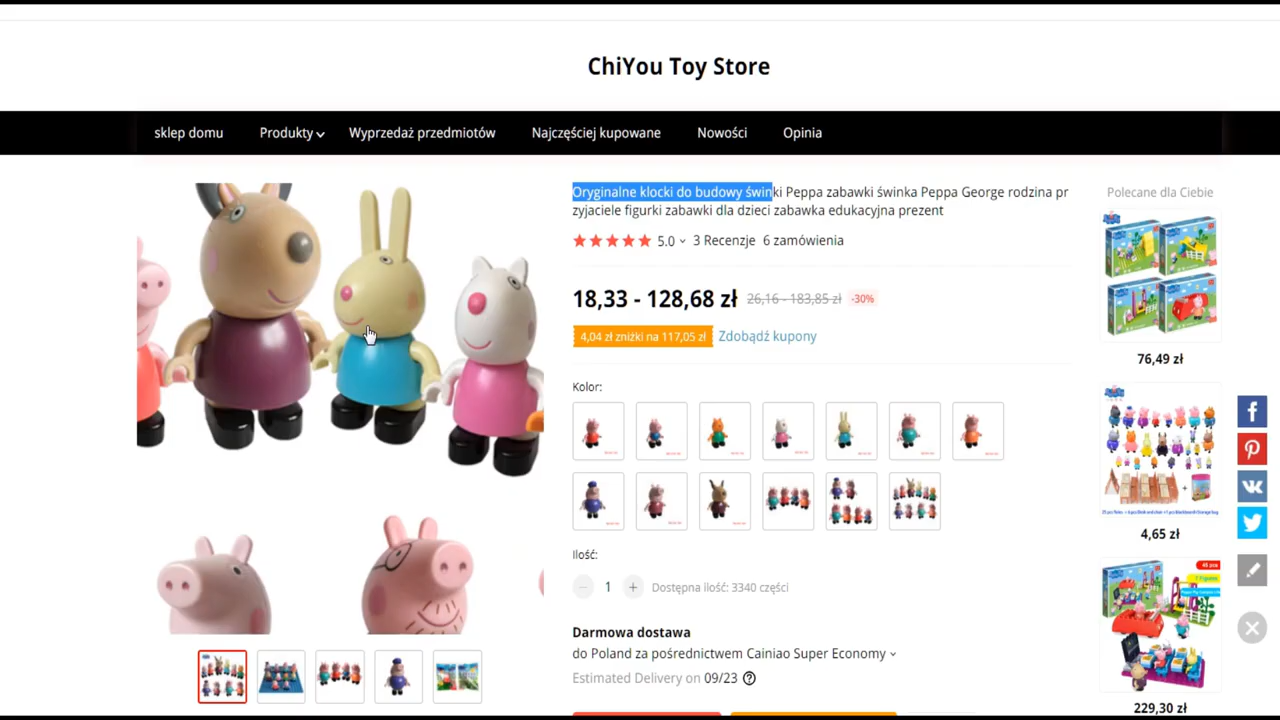 ChiYou Toy Store
sklep domu
Produkty
Wyprzedaż przedmiotów
Najczęściej kupowane
Nowości
Opinia
Oryginalne klocki do budowy świnki Peppa zabawki świnka Peppa George rodzina pr
zyjaciele figurki zabawki dla dzieci zabawka edukacyjna prezent
5.0 3 Recenzje 6 zamówienia
18,33 - 128,68 zł 26,16 - 183,85 zł -30%
4,04 zł zniżki na 117,05 zł Zdobądź kupony
Kolor:
Ilość:
1 Dostępna ilość: 3340 części
Darmowa dostawa
do Poland za pośrednictwem Cainiao Super Economy
Estimated Delivery on 09/23
Polecane dla Ciebie
76,49 zł
4,65 zł
229,30 zł